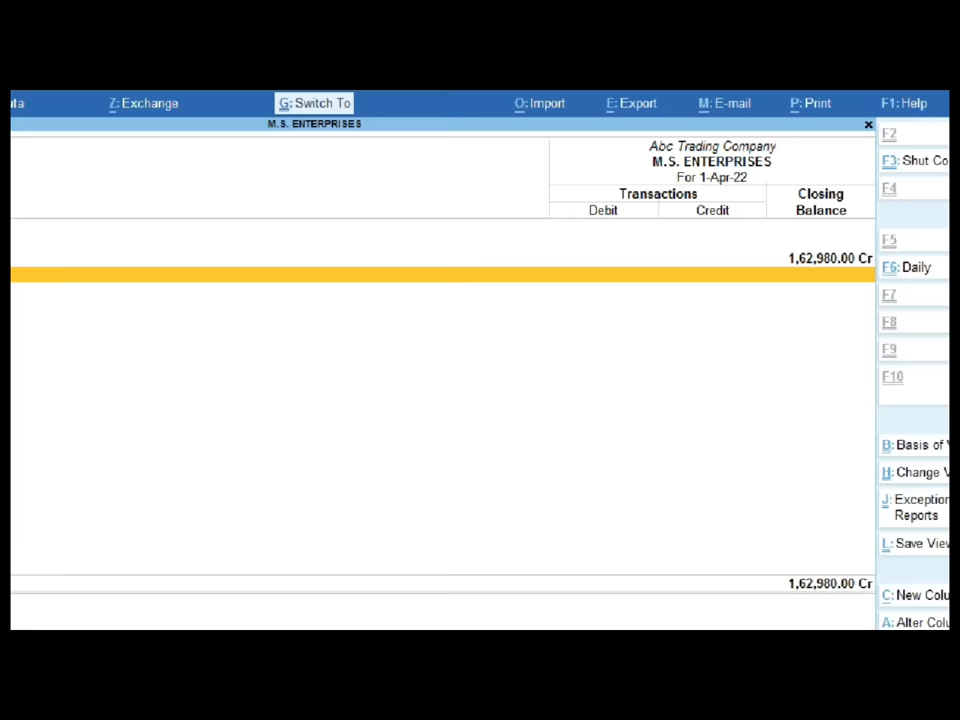 ata Z: Exchange G: Switch To O: Import E: Export M: E-mail P: Print F1: Help
M.S. ENTERPRISES ×
Abc Trading Company
M.S. ENTERPRISES
For 1-Apr-22
Transactions Closing
Debit Credit Balance
1,62,980.00 Cr
1,62,980.00 Cr
F2
F3: Shut Co
F4
F5
F6: Daily
F7
F8
F9
F10
B: Basis of V
H: Change V
J: Exception
Reports
L: Save View
C: New Colu
A: Alter Colu